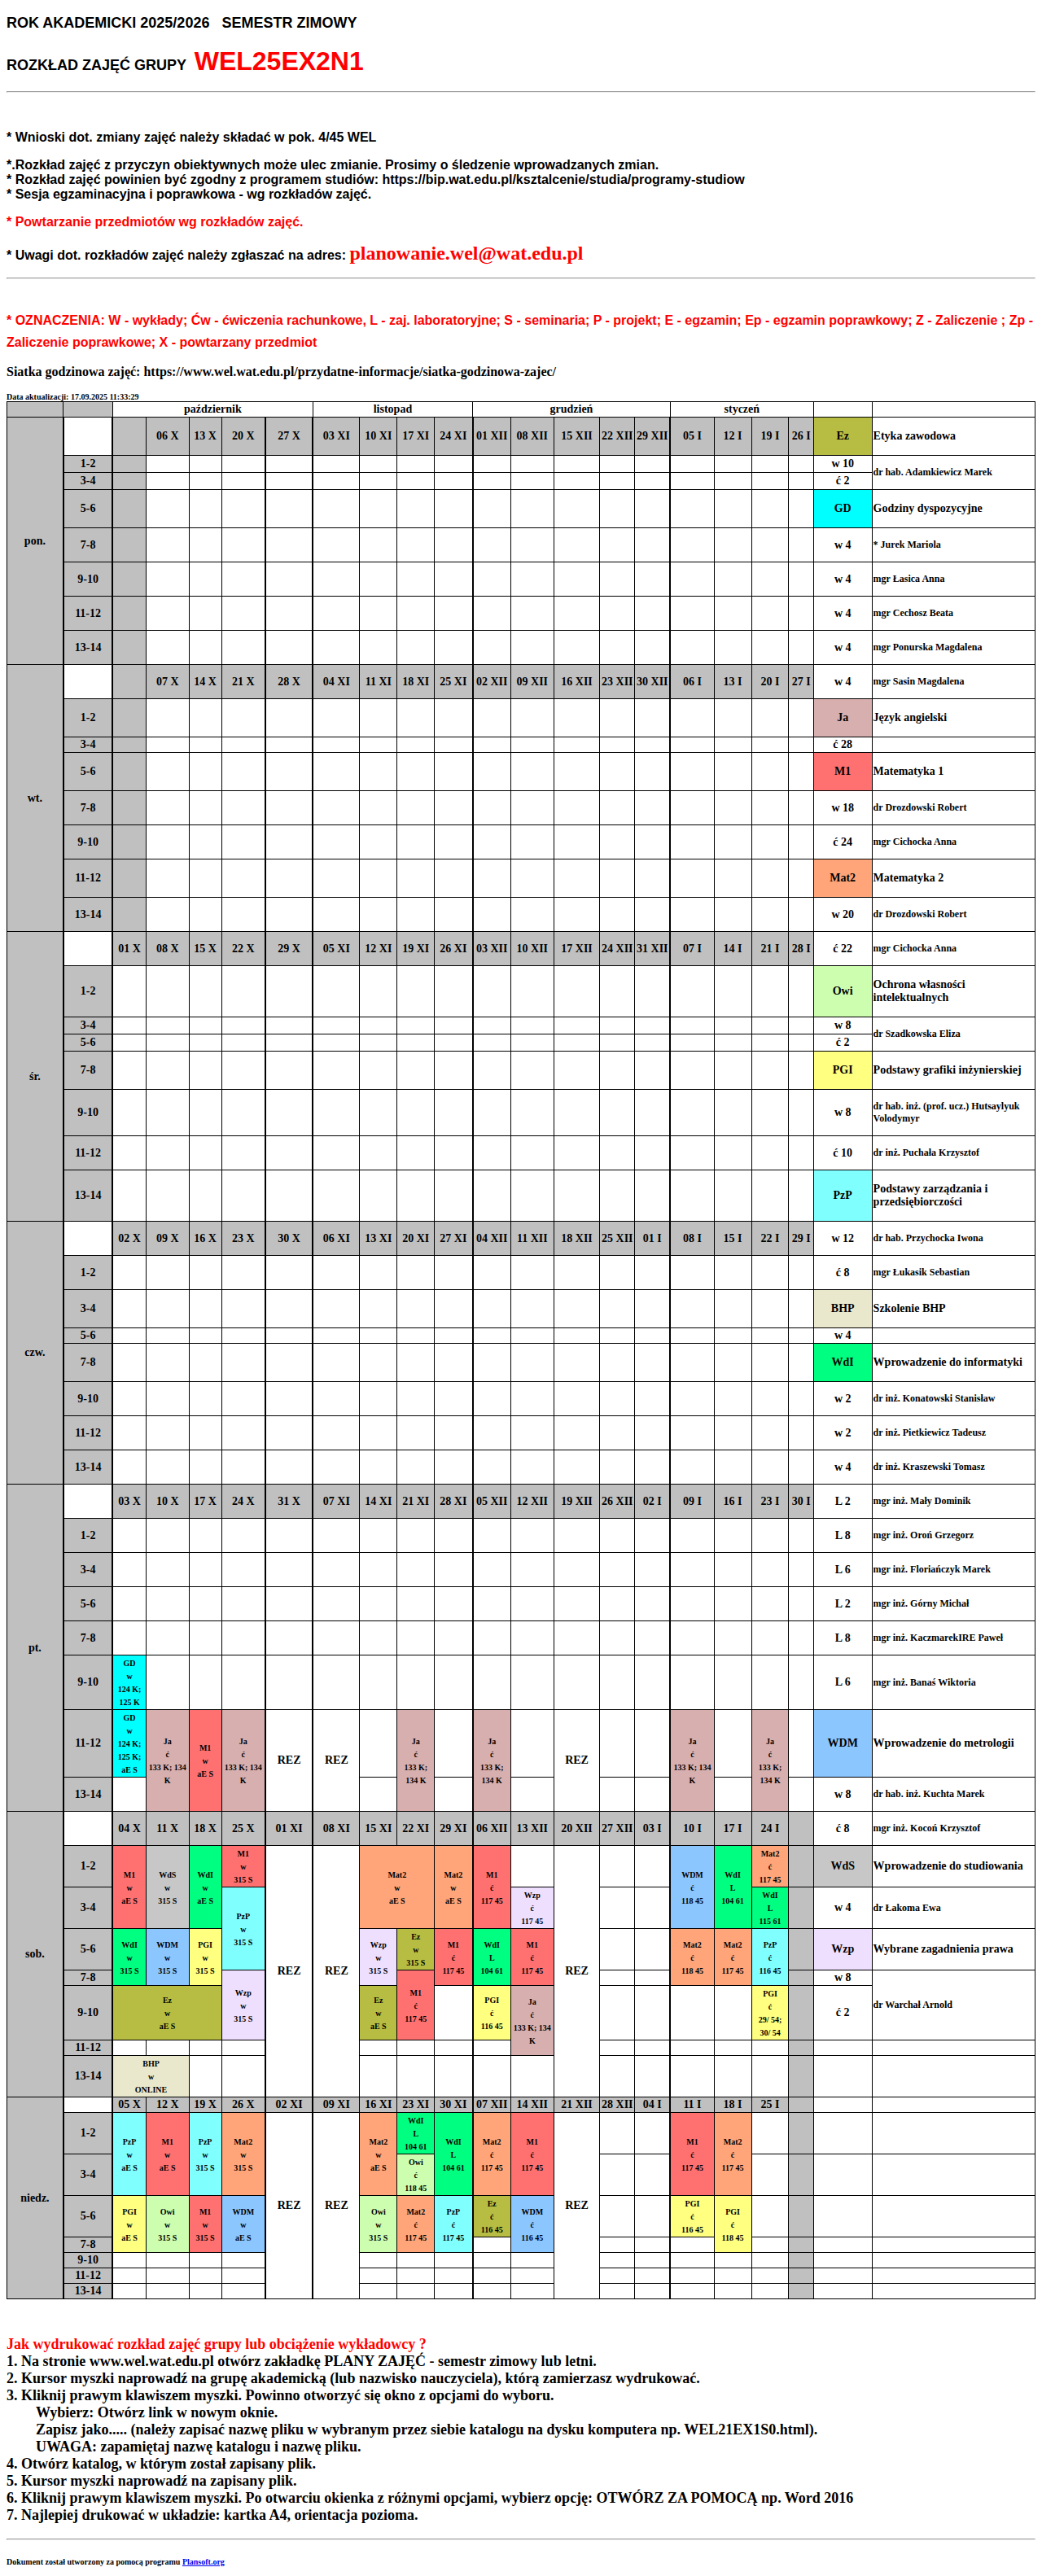 ROK AKADEMICKI 2025/2026 SEMESTR ZIMOWY
ROZKŁAD ZAJĘĆ GRUPY WEL25EX2N1
* Wnioski dot. zmiany zajęć należy składać w pok. 4/45 WEL
*.Rozkład zajęć z przyczyn obiektywnych może ulec zmianie. Prosimy o śledzenie wprowadzanych zmian.
* Rozkład zajęć powinien być zgodny z programem studiów: https://bip.wat.edu.pl/ksztalcenie/studia/programy-studiow
* Sesja egzaminacyjna i poprawkowa - wg rozkładów zajęć.
* Powtarzanie przedmiotów wg rozkładów zajęć.
* Uwagi dot. rozkładów zajęć należy zgłaszać na adres: planowanie.wel@wat.edu.pl
* OZNACZENIA: W - wykłady; Ćw - ćwiczenia rachunkowe, L - zaj. laboratoryjne; S - seminaria; P - projekt; E - egzamin; Ep - egzamin poprawkowy; Z - Zaliczenie ; Zp -
Zaliczenie poprawkowe; X - powtarzany przedmiot
Siatka godzinowa zajęć: https://www.wel.wat.edu.pl/przydatne-informacje/siatka-godzinowa-zajec/
Data aktualizacji: 17.09.2025 11:33:29
październik listopad grudzień styczeń
pon. 06 X 13 X 20 X 27 X 03 XI 10 XI 17 XI 24 XI 01 XII 08 XII 15 XII 22 XII 29 XII 05 I 12 I 19 I 26 I Ez Etyka zawodowa
1-2 w 10 dr hab. Adamkiewicz Marek
3-4 ć 2
5-6 GD Godziny dyspozycyjne
7-8 w 4 * Jurek Mariola
9-10 w 4 mgr Łasica Anna
11-12 w 4 mgr Cechosz Beata
13-14 w 4 mgr Ponurska Magdalena
wt. 07 X 14 X 21 X 28 X 04 XI 11 XI 18 XI 25 XI 02 XII 09 XII 16 XII 23 XII 30 XII 06 I 13 I 20 I 27 I w 4 mgr Sasin Magdalena
1-2 Ja Język angielski
3-4 ć 28
5-6 M1 Matematyka 1
7-8 w 18 dr Drozdowski Robert
9-10 ć 24 mgr Cichocka Anna
11-12 Mat2 Matematyka 2
13-14 w 20 dr Drozdowski Robert
śr. 01 X 08 X 15 X 22 X 29 X 05 XI 12 XI 19 XI 26 XI 03 XII 10 XII 17 XII 24 XII 31 XII 07 I 14 I 21 I 28 I ć 22 mgr Cichocka Anna
1-2 Owi Ochrona własności intelektualnych
3-4 w 8 dr Szadkowska Eliza
5-6 ć 2
7-8 PGI Podstawy grafiki inżynierskiej
9-10 w 8 dr hab. inż. (prof. ucz.) Hutsaylyuk Volodymyr
11-12 ć 10 dr inż. Puchała Krzysztof
13-14 PzP Podstawy zarządzania i przedsiębiorczości
czw. 02 X 09 X 16 X 23 X 30 X 06 XI 13 XI 20 XI 27 XI 04 XII 11 XII 18 XII 25 XII 01 I 08 I 15 I 22 I 29 I w 12 dr hab. Przychocka Iwona
1-2 ć 8 mgr Łukasik Sebastian
3-4 BHP Szkolenie BHP
5-6 w 4
7-8 WdI Wprowadzenie do informatyki
9-10 w 2 dr inż. Konatowski Stanisław
11-12 w 2 dr inż. Pietkiewicz Tadeusz
13-14 w 4 dr inż. Kraszewski Tomasz
pt. 03 X 10 X 17 X 24 X 31 X 07 XI 14 XI 21 XI 28 XI 05 XII 12 XII 19 XII 26 XII 02 I 09 I 16 I 23 I 30 I L 2 mgr inż. Mały Dominik
1-2 L 8 mgr inż. Oroń Grzegorz
3-4 L 6 mgr inż. Floriańczyk Marek
5-6 L 2 mgr inż. Górny Michał
7-8 L 8 mgr inż. KaczmarekIRE Paweł
9-10 GD w 124 K; 125 K L 6 mgr inż. Banaś Wiktoria
11-12 GD w 124 K; 125 K; aE S Ja ć 133 K; 134 K M1 w aE S Ja ć 133 K; 134 K REZ REZ Ja ć 133 K; 134 K Ja ć 133 K; 134 K REZ Ja ć 133 K; 134 K Ja ć 133 K; 134 K WDM Wprowadzenie do metrologii
13-14 w 8 dr hab. inż. Kuchta Marek
sob. 04 X 11 X 18 X 25 X 01 XI 08 XI 15 XI 22 XI 29 XI 06 XII 13 XII 20 XII 27 XII 03 I 10 I 17 I 24 I ć 8 mgr inż. Kocoń Krzysztof
1-2 M1 w aE S WdS w 315 S WdI w aE S M1 w 315 S REZ REZ Mat2 w aE S Mat2 w aE S M1 ć 117 45 REZ WDM ć 118 45 WdI L 104 61 Mat2 ć 117 45 WdS Wprowadzenie do studiowania
3-4 PzP w 315 S Wzp ć 117 45 WdI L 115 61 w 4 dr Łakoma Ewa
5-6 WdI w 315 S WDM w 315 S PGI w 315 S Wzp w 315 S Ez w 315 S M1 ć 117 45 WdI L 104 61 M1 ć 117 45 Mat2 ć 118 45 Mat2 ć 117 45 PzP ć 116 45 Wzp Wybrane zagadnienia prawa
7-8 Wzp w 315 S M1 ć 117 45 w 8 dr Warchał Arnold
9-10 Ez w aE S Ez w aE S PGI ć 116 45 Ja ć 133 K; 134 K PGI ć 29/ 54; 30/ 54 ć 2
11-12
13-14 BHP w ONLINE
niedz. 05 X 12 X 19 X 26 X 02 XI 09 XI 16 XI 23 XI 30 XI 07 XII 14 XII 21 XII 28 XII 04 I 11 I 18 I 25 I
1-2 PzP w aE S M1 w aE S PzP w 315 S Mat2 w 315 S REZ REZ Mat2 w aE S WdI L 104 61 WdI L 104 61 Mat2 ć 117 45 M1 ć 117 45 REZ M1 ć 117 45 Mat2 ć 117 45
3-4 Owi ć 118 45
5-6 PGI w aE S Owi w 315 S M1 w 315 S WDM w aE S Owi w 315 S Mat2 ć 117 45 PzP ć 117 45 Ez ć 116 45 WDM ć 116 45 PGI ć 116 45 PGI ć 118 45
7-8
9-10
11-12
13-14
Jak wydrukować rozkład zajęć grupy lub obciążenie wykładowcy ?
1. Na stronie www.wel.wat.edu.pl otwórz zakładkę PLANY ZAJĘĆ - semestr zimowy lub letni.
2. Kursor myszki naprowadź na grupę akademicką (lub nazwisko nauczyciela), którą zamierzasz wydrukować.
3. Kliknij prawym klawiszem myszki. Powinno otworzyć się okno z opcjami do wyboru.
Wybierz: Otwórz link w nowym oknie.
Zapisz jako..... (należy zapisać nazwę pliku w wybranym przez siebie katalogu na dysku komputera np. WEL21EX1S0.html).
UWAGA: zapamiętaj nazwę katalogu i nazwę pliku.
4. Otwórz katalog, w którym został zapisany plik.
5. Kursor myszki naprowadź na zapisany plik.
6. Kliknij prawym klawiszem myszki. Po otwarciu okienka z różnymi opcjami, wybierz opcję: OTWÓRZ ZA POMOCĄ np. Word 2016
7. Najlepiej drukować w układzie: kartka A4, orientacja pozioma.
Dokument został utworzony za pomocą programu Plansoft.org